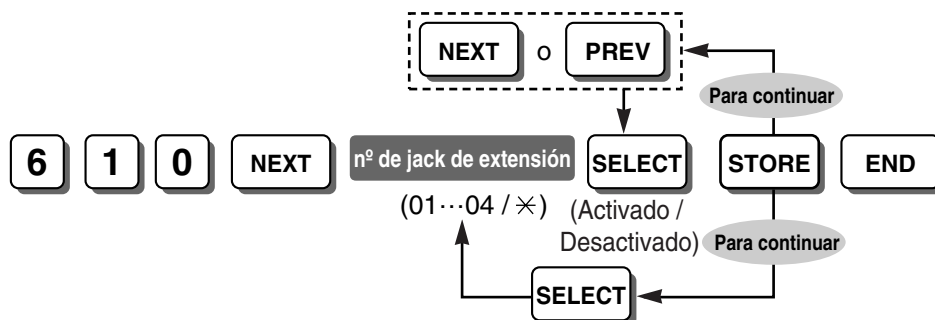 NEXT o PREV
Para continuar
6 1 0 NEXT nº de jack de extensión SELECT STORE END
(01···04 / ✳) (Activado / Desactivado)
Para continuar
SELECT